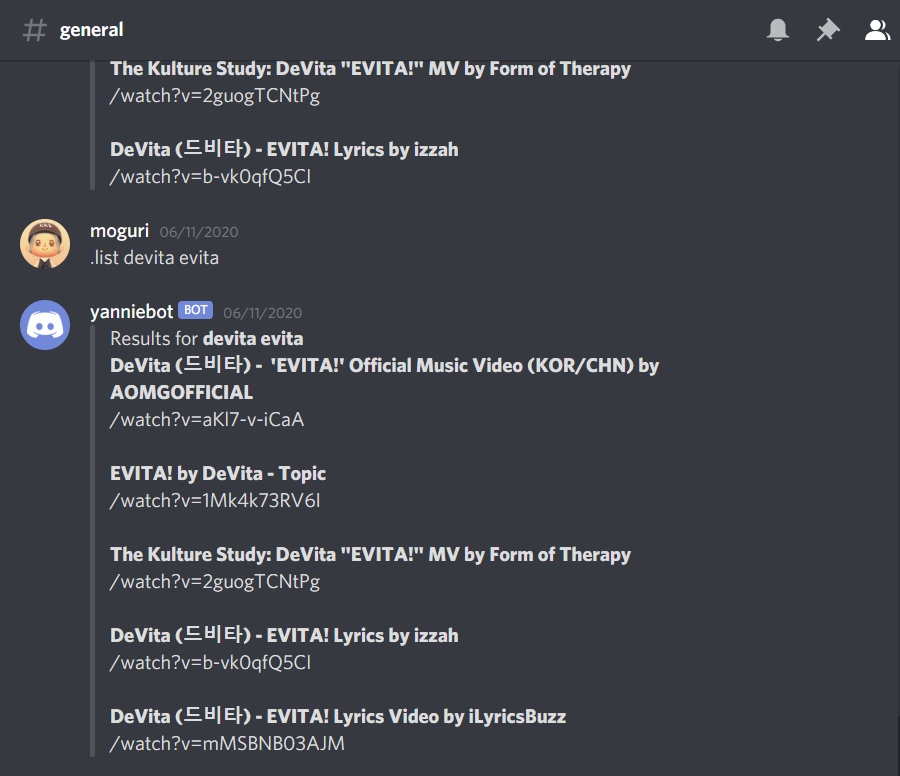 general
The Kulture Study: DeVita "EVITA!" MV by Form of Therapy
/watch?v=2guogTCNtPg
DeVita (드비타) - EVITA! Lyrics by izzah
/watch?v=b-vk0qfQ5CI
moguri 06/11/2020
.list devita evita
yanniebot BOT 06/11/2020
Results for devita evita
DeVita (드비타) - 'EVITA!' Official Music Video (KOR/CHN) by
AOMGOFFICIAL
/watch?v=aKl7-v-iCaA
EVITA! by DeVita - Topic
/watch?v=1Mk4k73RV6I
The Kulture Study: DeVita "EVITA!" MV by Form of Therapy
/watch?v=2guogTCNtPg
DeVita (드비타) - EVITA! Lyrics by izzah
/watch?v=b-vk0qfQ5CI
DeVita (드비타) - EVITA! Lyrics Video by iLyricsBuzz
/watch?v=mMSBNB03AJM